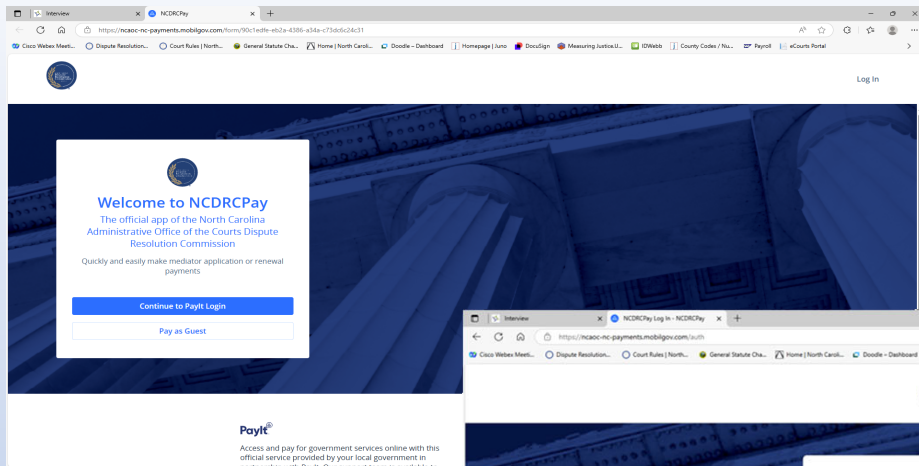 Interview
NCDRCPay
https://ncaoc-nc-payments.mobilgov.com/form/90c1edfe-eb2a-4386-a34a-c73dc6c24c31
Cisco Webex Meeti... Dispute Resolution... Court Rules | North... General Statute Cha... Home | North Caroli... Doodle – Dashboard Homepage | Juno DocuSign Measuring Justice.U... IDWebb County Codes / Nu... Payroll eCourts Portal
Log In
Welcome to NCDRCPay
The official app of the North Carolina
Administrative Office of the Courts Dispute
Resolution Commission
Quickly and easily make mediator application or renewal
payments
Continue to PayIt Login
Pay as Guest
Interview
NCDRCPay Log In - NCDRCPay
https://ncaoc-nc-payments.mobilgov.com/auth
Cisco Webex Meeti... Dispute Resolution... Court Rules | North... General Statute Cha... Home | North Caroli... Doodle – Dashboard
PayIt®
Access and pay for government services online with this
official service provided by your local government in